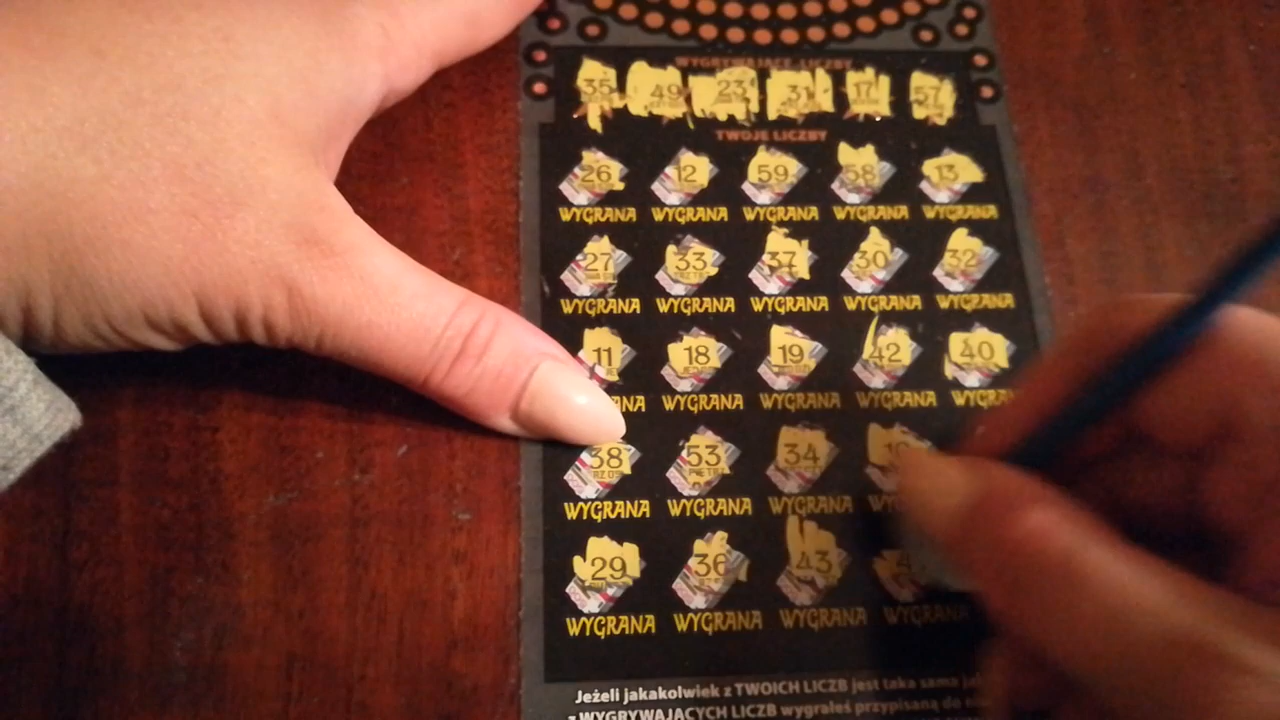 WYGRYWAJĄCE LICZBY
35 49 23 31 17 57
TWOJE LICZBY
26 12 59 58 13
WYGRANA WYGRANA WYGRANA WYGRANA WYGRANA
27 33 37 30 32
WYGRANA WYGRANA WYGRANA WYGRANA WYGRANA
11 18 19 42 40
WYGRANA WYGRANA WYGRANA
38 53 34
WYGRANA WYGRANA WYGRANA
29 36 43
WYGRANA WYGRANA WYGRANA WYGRANA
Jeżeli jakakolwiek z TWOICH LICZB jest taka sama
z WYGRYWAJĄCYCH LICZB wygrałeś przypisaną do